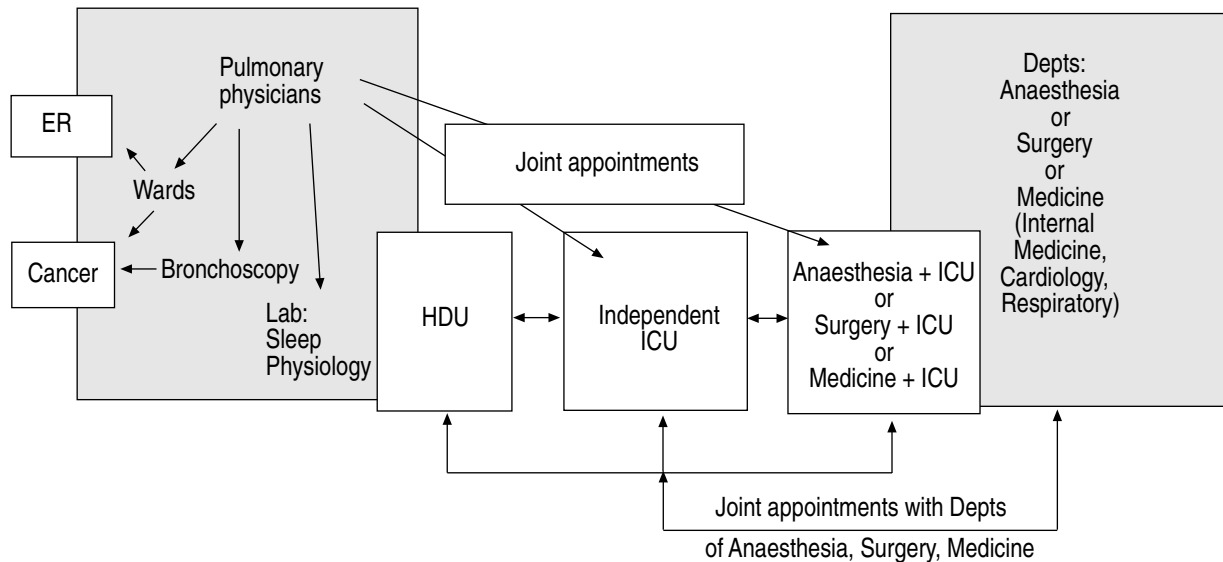 Pulmonary
physicians
ER
Wards
Cancer
Bronchoscopy
Lab:
Sleep
Physiology
Joint appointments
HDU
Independent
ICU
Anaesthesia + ICU
or
Surgery + ICU
or
Medicine + ICU
Depts:
Anaesthesia
or
Surgery
or
Medicine
(Internal
Medicine,
Cardiology,
Respiratory)
Joint appointments with Depts
of Anaesthesia, Surgery, Medicine